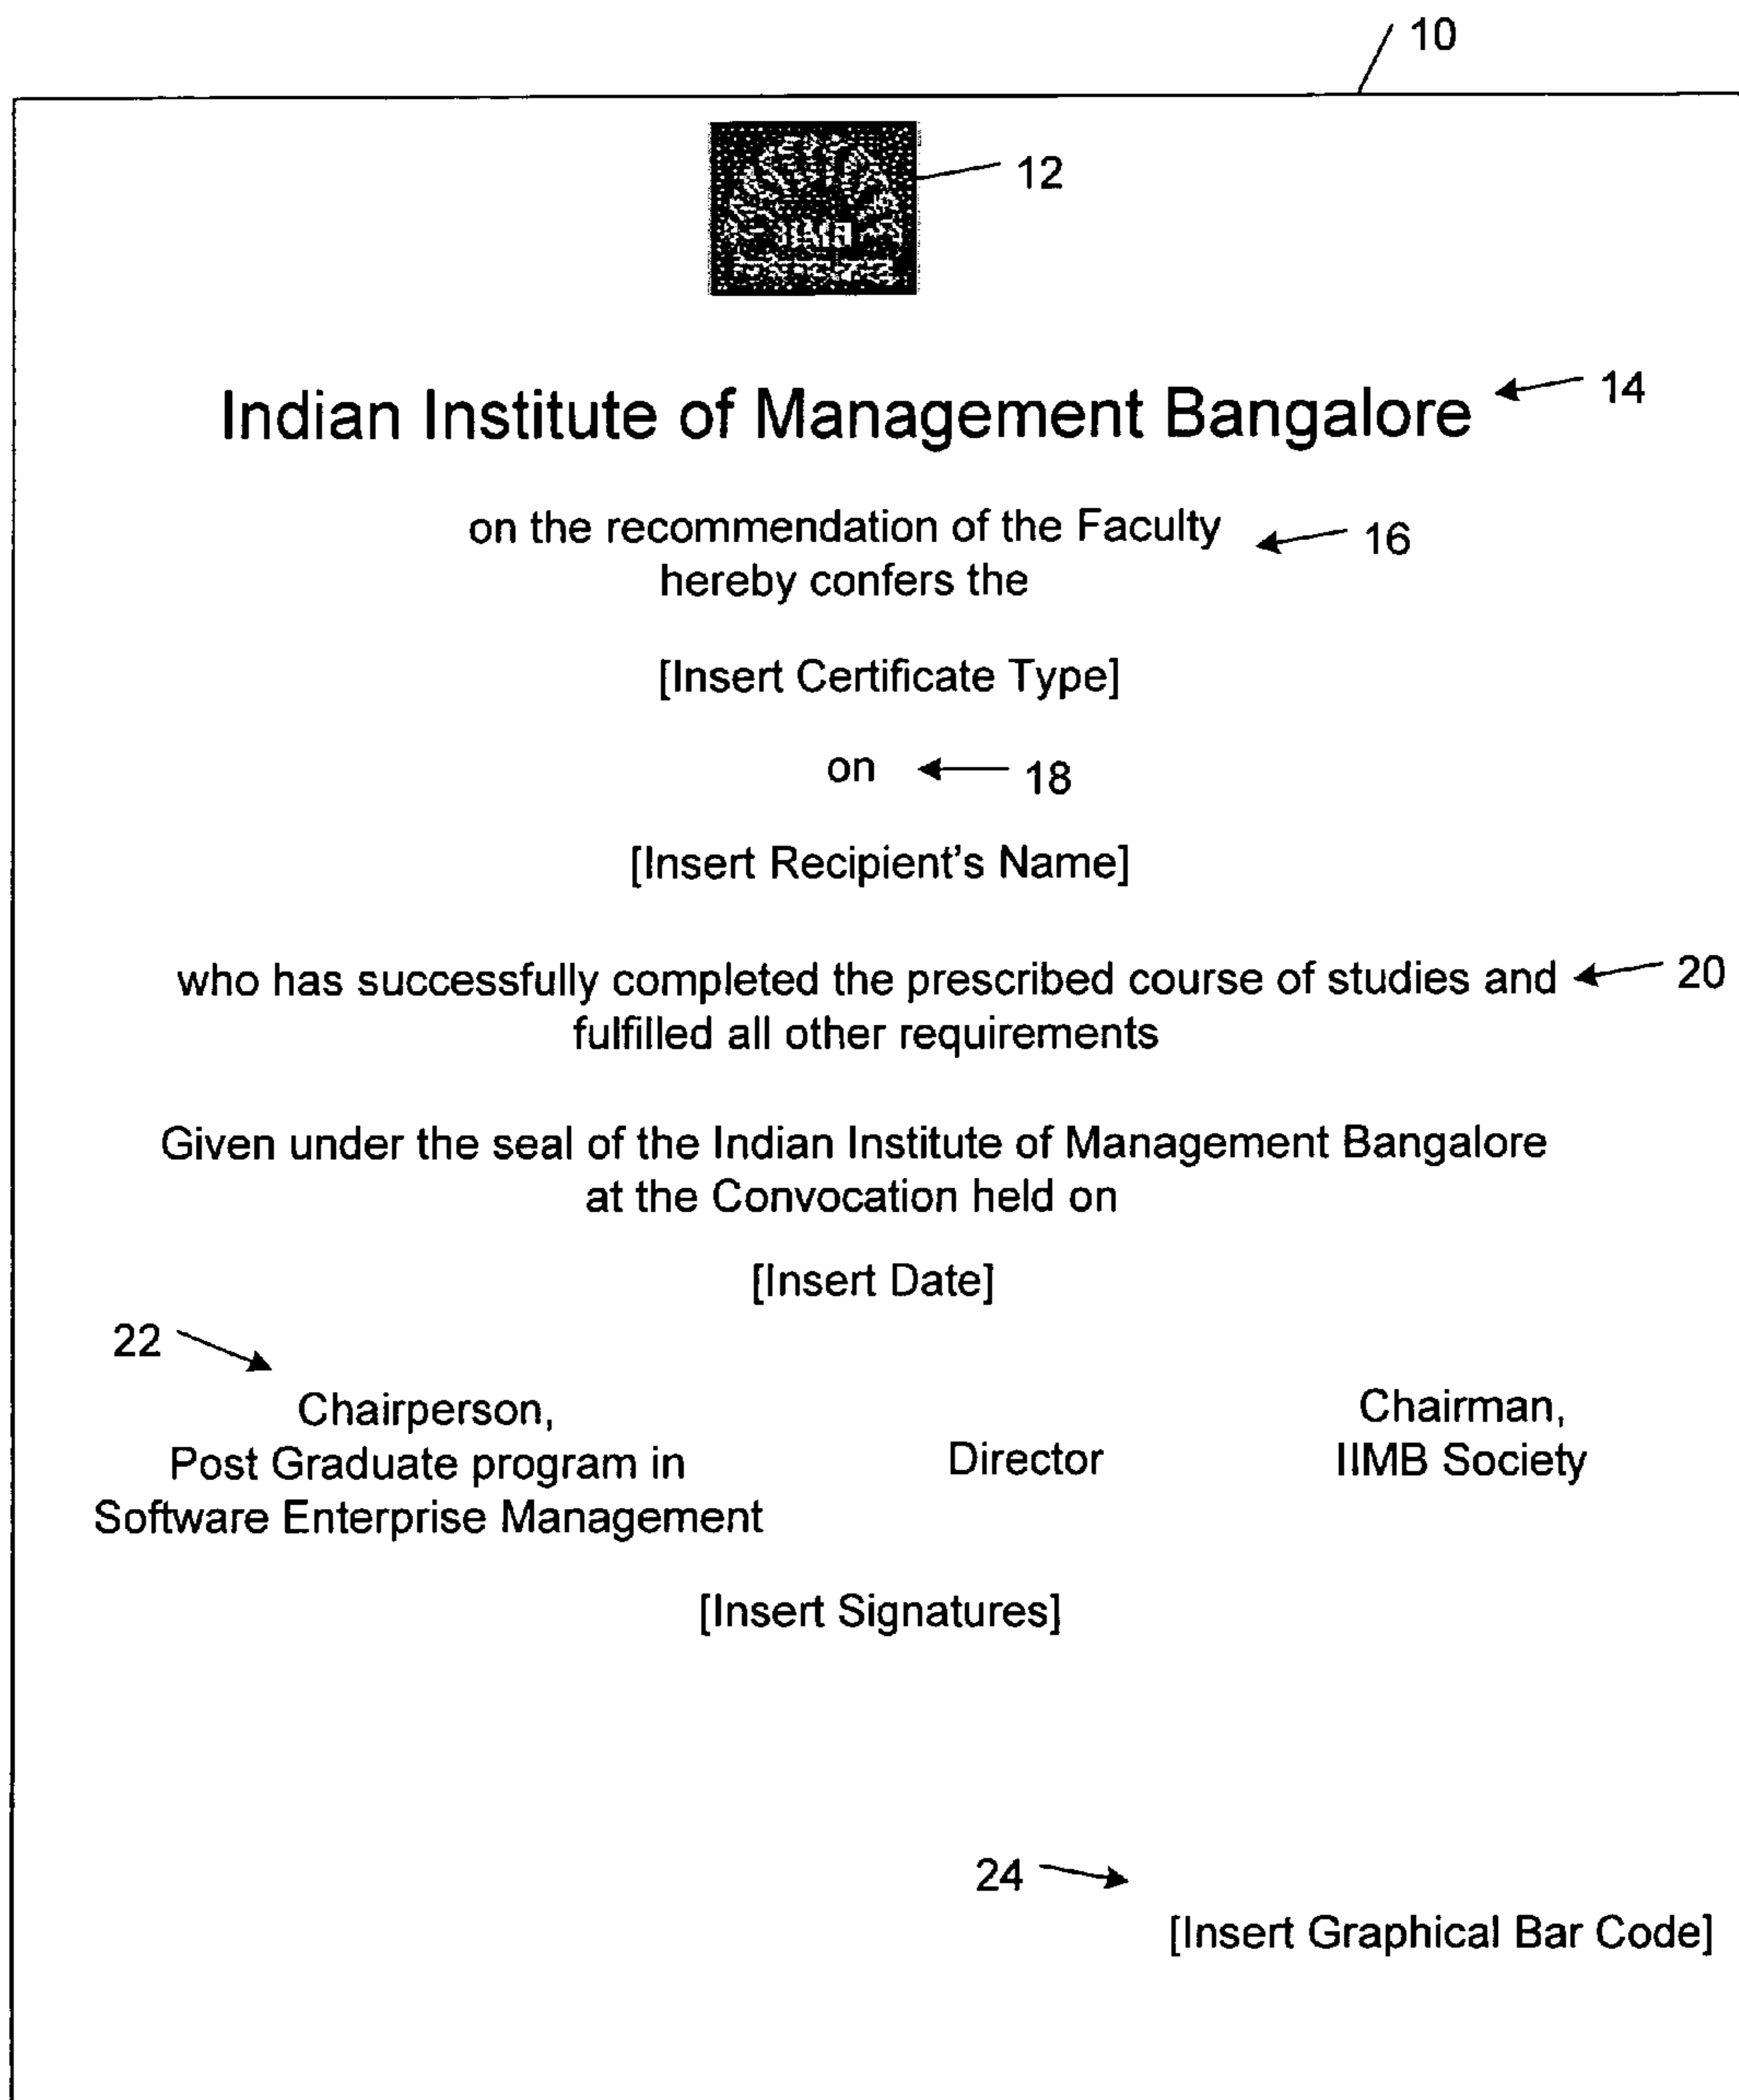 10
12
Indian Institute of Management Bangalore 14
on the recommendation of the Faculty 16
hereby confers the
[Insert Certificate Type]
on 18
[Insert Recipient's Name]
who has successfully completed the prescribed course of studies and 20
fulfilled all other requirements
Given under the seal of the Indian Institute of Management Bangalore
at the Convocation held on
[Insert Date]
22
Chairperson,
Post Graduate program in
Software Enterprise Management
Director
Chairman,
IIMB Society
[Insert Signatures]
24
[Insert Graphical Bar Code]